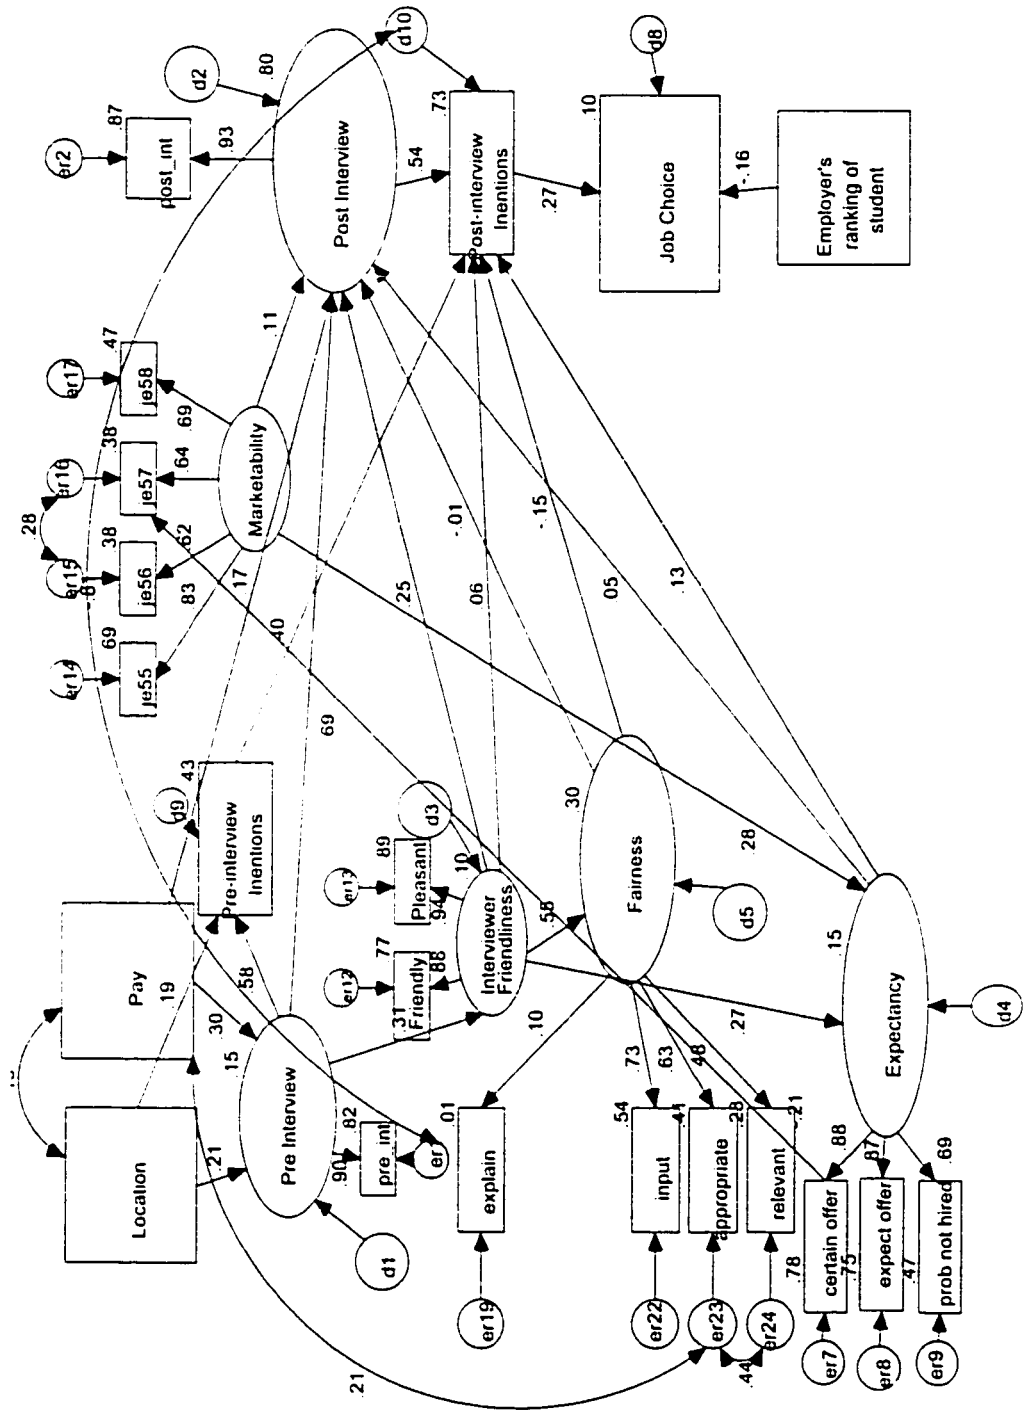 er2
.87
post_int
.93
d2
.80
d10
Post Interview
.54
.73
Post-interview
Inentions
.27
.10
d8
Job Choice
-.16
Employer's
ranking of
student
er17
.47
je58
.69
er16
.38
je57
.64
.28
er15
.38
je56
.62
er14
.69
je55
.83
Marketability
.11
.17
.40
.69
.25
.06
-.01
-.15
.05
.13
.28
Pay
Location
.19
.58
.30
.21
.15
d9
.43
Pre-interview
Inentions
Pre Interview
d1
.90
.82
pre_int
.31
er13
.89
Pleasant
.94
er12
.77
Friendly
.88
d3
.10
Interviewer
Friendliness
.55
.30
Fairness
d5
.10
.01
explain
er19
.73
.63
.46
.27
.54
input
er22
.41
appropriate
er23
.28
relevant
er24
.44
.21
-.21
.15
Expectancy
d4
.88
.87
.69
.78
certain offer
er7
.75
expect offer
er8
.47
prob not hired
er9